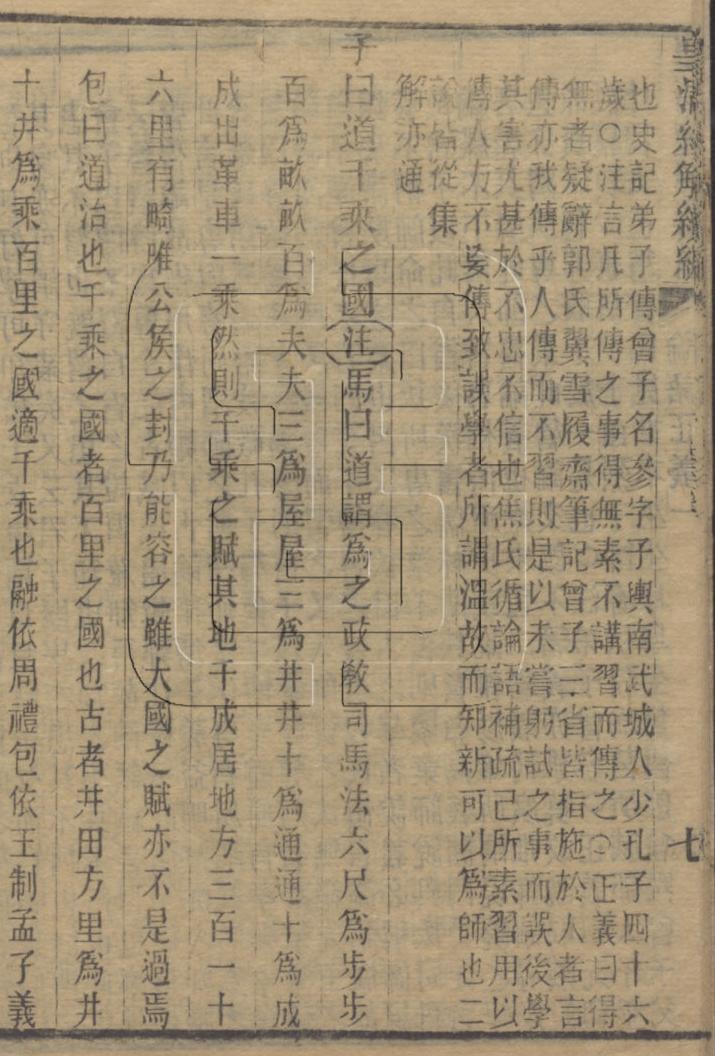 皇清經解續編
七
也史記弟子傳曾子名參字子輿南武城人少孔子四十六
歲○注言凡所傳之事得無素不講習而傳之○正義曰得
無者疑辭郭氏翼雪履齋筆記曾子三省皆指施於人者言
傳亦我傳乎人傳而不習則是以未嘗躬試之事而誤後學
其害尤甚於不忠不信也焦氏循論語補疏己所素習用以
傳人方不妄傳致誤學者所謂溫故而知新可以為師也二
說皆從集
解亦通
子曰道千乘之國注馬曰道謂為之政教司馬法六尺為步步
百為畝畝百為夫夫三為屋屋三為井井十為通通十為成
成出革車一乘然則千乘之賦其地千成居地方三百一十
六里有畸唯公侯之封乃能容之雖大國之賦亦不是過焉
包曰道治也千乘之國者百里之國也古者井田方里為井
十井為乘百里之國適千乘也融依周禮包依王制孟子義